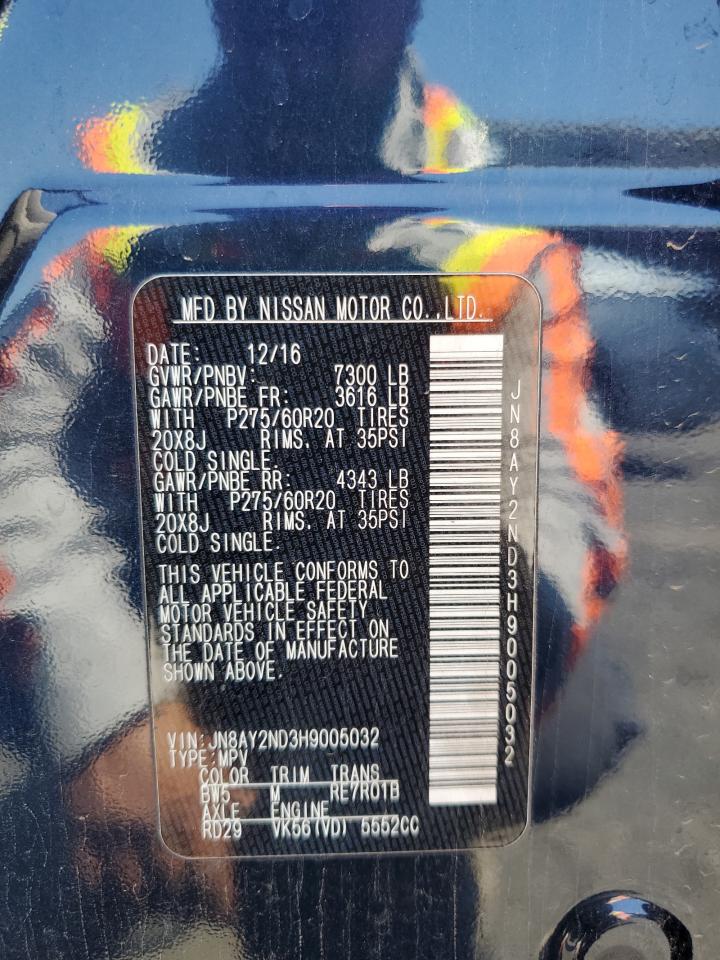 MFD BY NISSAN MOTOR CO.,LTD.
DATE: 12/16
GVWR/PNBV: 7300 LB
GAWR/PNBE FR: 3616 LB
WITH P275/60R20 TIRES
20X8J RIMS. AT 35PSI
COLD SINGLE.
GAWR/PNBE RR: 4343 LB
WITH P275/60R20 TIRES
20X8J RIMS. AT 35PSI
COLD SINGLE.
THIS VEHICLE CONFORMS TO
ALL APPLICABLE FEDERAL
MOTOR VEHICLE SAFETY
STANDARDS IN EFFECT ON
THE DATE OF MANUFACTURE
SHOWN ABOVE.
VIN:JN8AY2ND3H9005032
TYPE:MPV
COLOR TRIM TRANS
BW5 M RE7R01B
AXLE ENGINE
RD29 VK56(VD) 5552CC
JN8AY2ND3H9005032